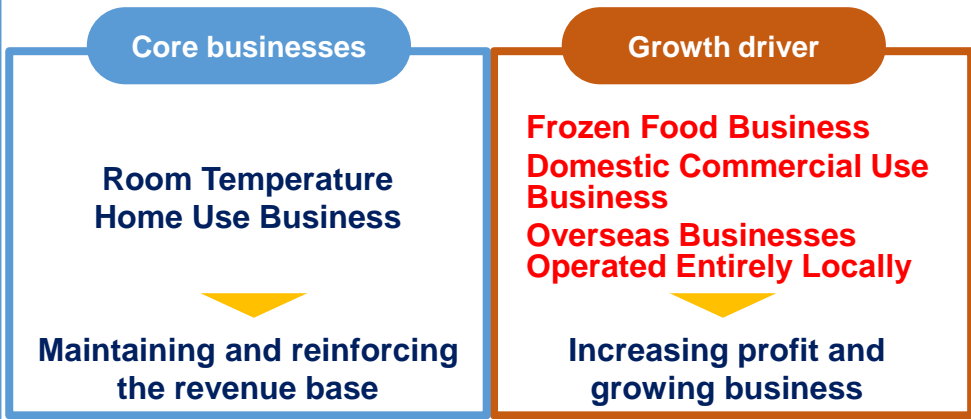 Core businesses
Room Temperature
Home Use Business
Maintaining and reinforcing
the revenue base
Growth driver
Frozen Food Business
Domestic Commercial Use
Business
Overseas Businesses
Operated Entirely Locally
Increasing profit and
growing business